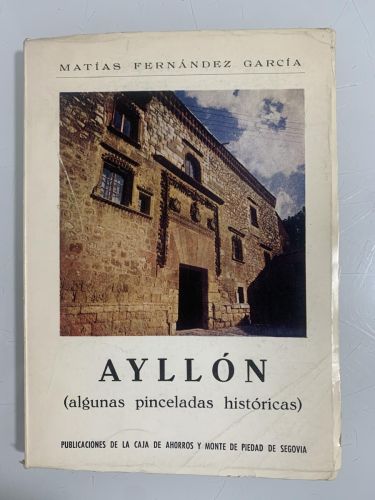 MATÍAS FERNÁNDEZ GARCÍA
AYLLÓN
(algunas pinceladas históricas)
PUBLICACIONES DE LA CAJA DE AHORROS Y MONTE DE PIEDAD DE SEGOVIA